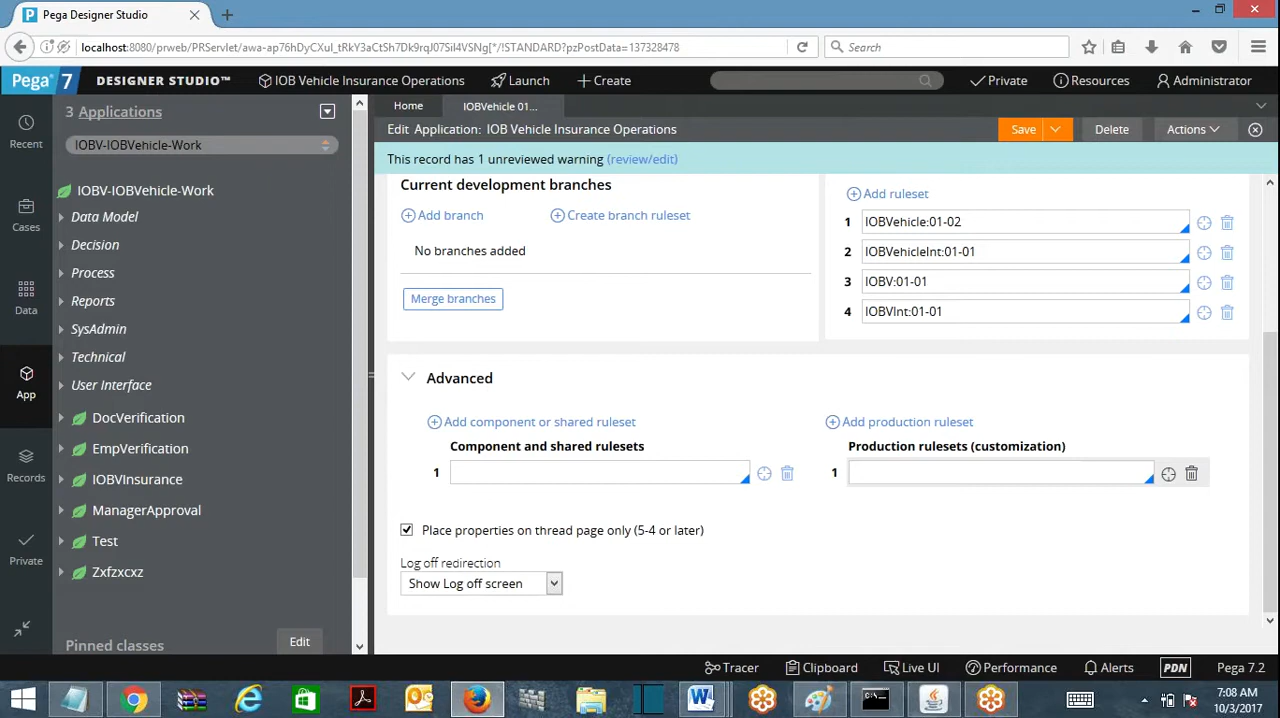 Pega Designer Studio
localhost:8080/prweb/PRServlet/awa-ap76hDyCXul_tRkY3aCtSh7Dk9rqJ07Sil4VSNg[*/!STANDARD?pzPostData=137328478
Search
Pega 7 DESIGNER STUDIO™ IOB Vehicle Insurance Operations Launch Create Private Resources Administrator
3 Applications
IOBV-IOBVehicle-Work
IOBV-IOBVehicle-Work
Data Model
Decision
Process
Reports
SysAdmin
Technical
User Interface
DocVerification
EmpVerification
IOBVInsurance
ManagerApproval
Test
Zxfzxcxz
Pinned classes
Edit
Recent
Cases
Data
App
Records
Private
Home
IOBVehicle 01...
Edit Application: IOB Vehicle Insurance Operations
Save
Delete
Actions
This record has 1 unreviewed warning (review/edit)
Current development branches
Add branch
Create branch ruleset
No branches added
Merge branches
Add ruleset
1 IOBVehicle:01-02
2 IOBVehicleInt:01-01
3 IOBV:01-01
4 IOBVInt:01-01
Advanced
Add component or shared ruleset
Component and shared rulesets
1
Add production ruleset
Production rulesets (customization)
1
Place properties on thread page only (5-4 or later)
Log off redirection
Show Log off screen
Tracer Clipboard Live UI Performance Alerts PDN Pega 7.2
7:08 AM
10/3/2017